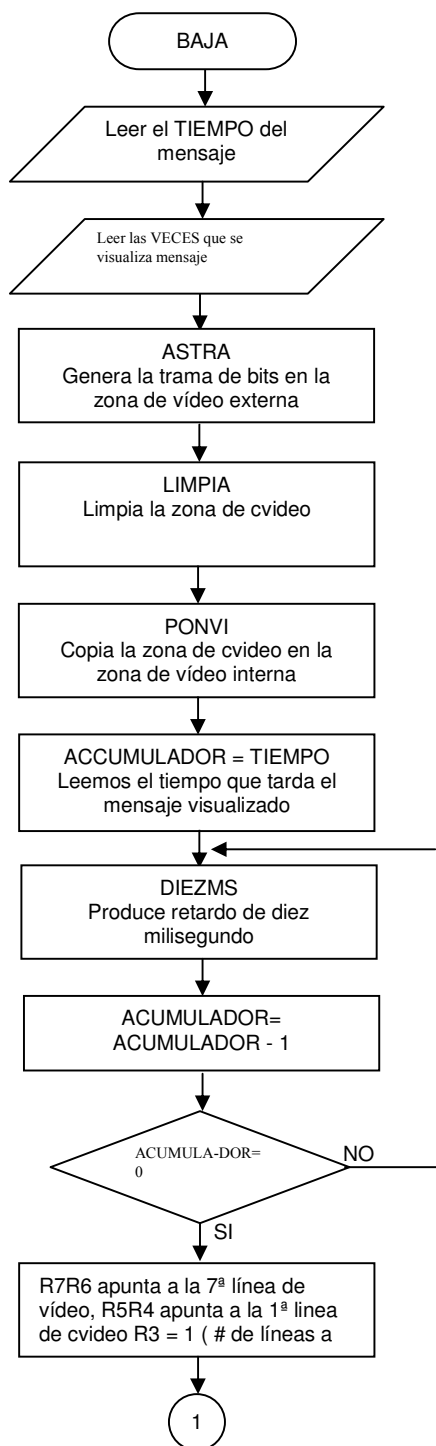 BAJA
Leer el TIEMPO del
mensaje
Leer las VECES que se
visualiza mensaje
ASTRA
Genera la trama de bits en la
zona de vídeo externa
LIMPIA
Limpia la zona de cvideo
PONVI
Copia la zona de cvideo en la
zona de vídeo interna
ACCUMULADOR = TIEMPO
Leemos el tiempo que tarda el
mensaje visualizado
DIEZMS
Produce retardo de diez
milisegundo
ACUMULADOR=
ACUMULADOR - 1
ACUMULA-DOR=
0
NO
SI
R7R6 apunta a la 7ª línea de
vídeo, R5R4 apunta a la 1ª linea
de cvideo R3 = 1 ( # de líneas a
1